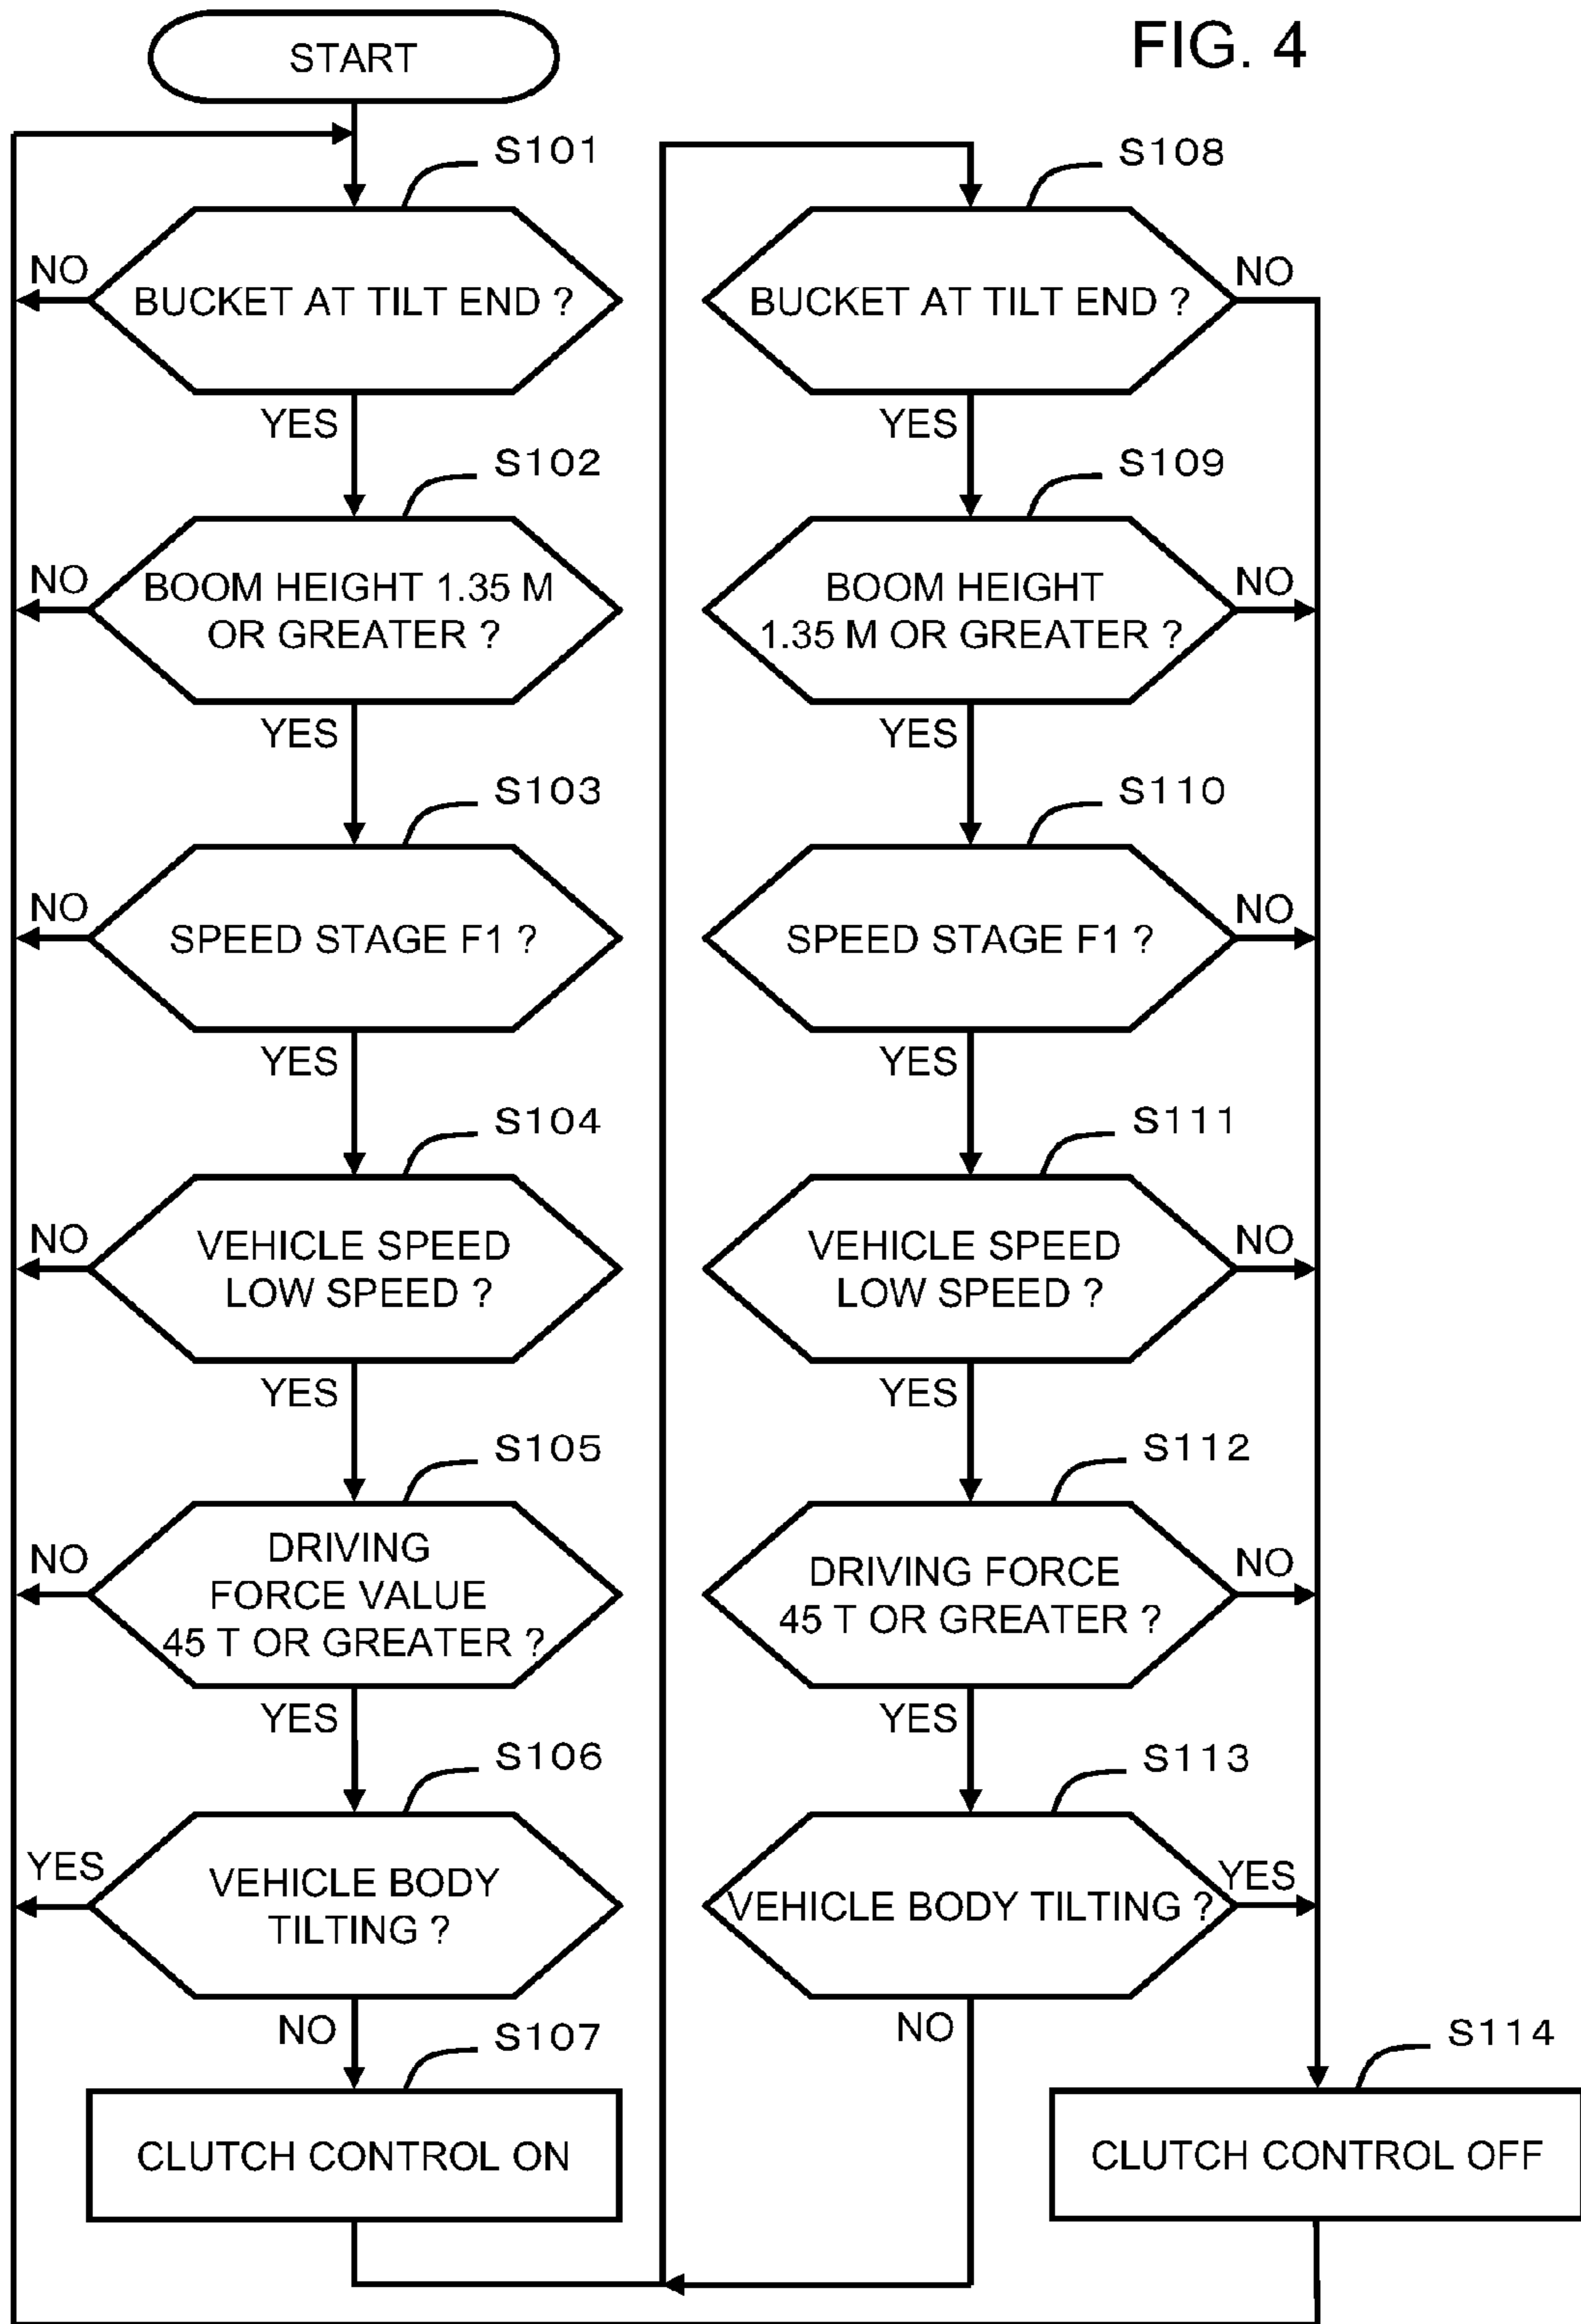 FIG. 4
START
S101
NO
BUCKET AT TILT END ?
YES
S102
NO
BOOM HEIGHT 1.35 M
OR GREATER ?
YES
S103
NO
SPEED STAGE F1 ?
YES
S104
NO
VEHICLE SPEED
LOW SPEED ?
YES
S105
NO
DRIVING
FORCE VALUE
45 T OR GREATER ?
YES
S106
YES
VEHICLE BODY
TILTING ?
NO
S107
CLUTCH CONTROL ON
S108
NO
BUCKET AT TILT END ?
YES
S109
NO
BOOM HEIGHT
1.35 M OR GREATER ?
YES
S110
NO
SPEED STAGE F1 ?
YES
S111
NO
VEHICLE SPEED
LOW SPEED ?
YES
S112
NO
DRIVING FORCE
45 T OR GREATER ?
YES
S113
YES
VEHICLE BODY TILTING ?
NO
S114
CLUTCH CONTROL OFF